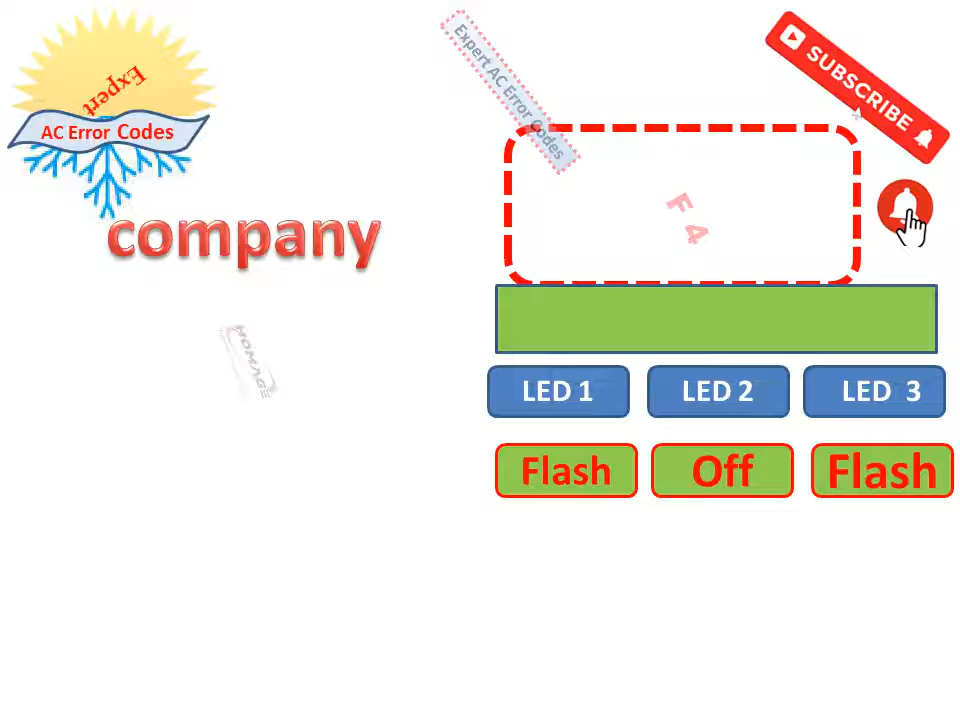 Expert
AC Error Codes
Expert AC Error Codes
SUBSCRIBE
F 4
company
HOMAGE
LED 1
LED 2
LED 3
Flash
Off
Flash